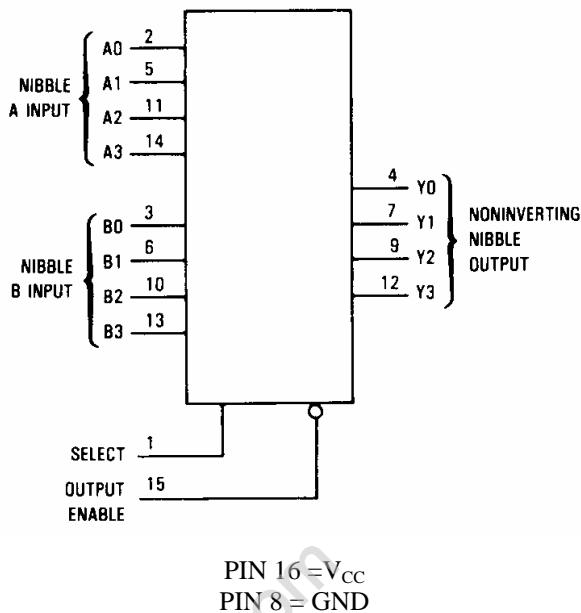 NIBBLE
A INPUT
A0 2
A1 5
A2 11
A3 14
NIBBLE
B INPUT
B0 3
B1 6
B2 10
B3 13
4 Y0
7 Y1
9 Y2
12 Y3
NONINVERTING
NIBBLE
OUTPUT
SELECT 1
OUTPUT
ENABLE
15
PIN 16 =VCC
PIN 8 = GND
om